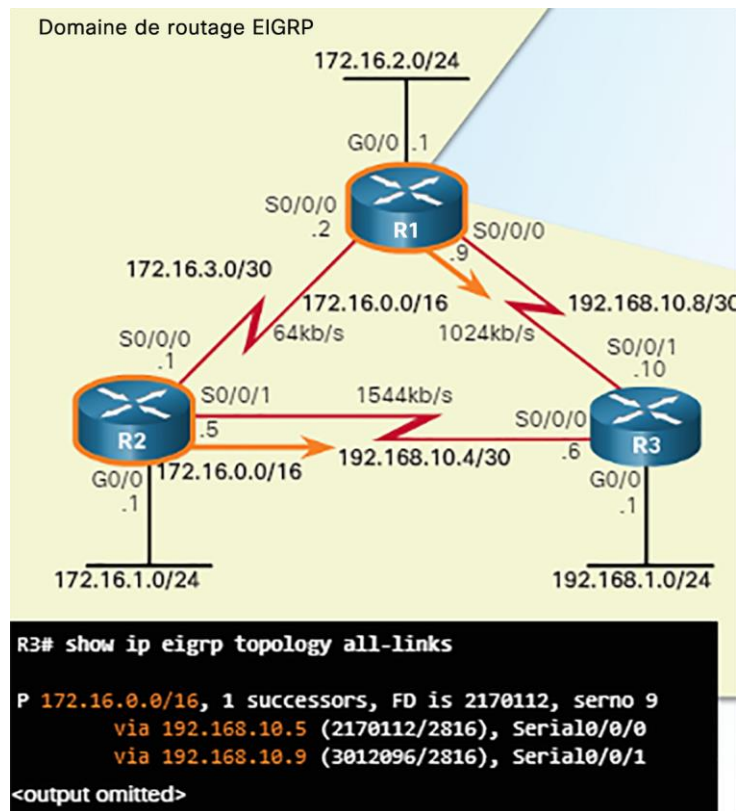 Domaine de routage EIGRP
172.16.2.0/24
G0/0 .1
S0/0/0
.2
R1
S0/0/0
.9
172.16.3.0/30
172.16.0.0/16
192.168.10.8/30
64kb/s
1024kb/s
S0/0/0
.1
S0/0/1
.10
S0/0/1
1544kb/s
S0/0/0
R2
.5
.6
R3
172.16.0.0/16
192.168.10.4/30
G0/0
.1
G0/0
.1
172.16.1.0/24
192.168.1.0/24
R3# show ip eigrp topology all-links
P 172.16.0.0/16, 1 successors, FD is 2170112, serno 9
via 192.168.10.5 (2170112/2816), Serial0/0/0
via 192.168.10.9 (3012096/2816), Serial0/0/1
<output omitted>